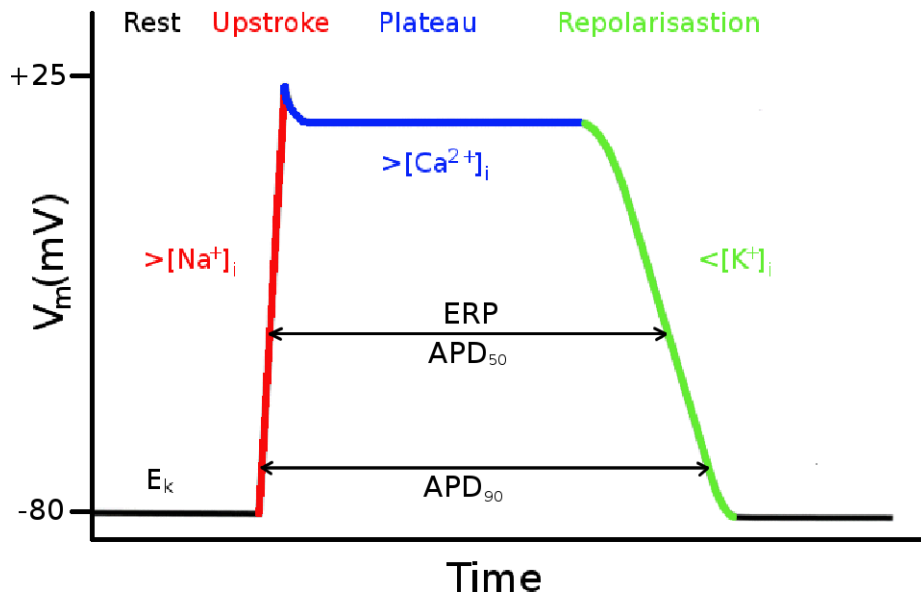 Rest Upstroke Plateau Repolarisastion
+25
>[Ca²⁺]ᵢ
>[Na⁺]ᵢ <[K⁺]ᵢ
Vₘ(mV)
ERP
APD₅₀
Eₖ
APD₉₀
-80
Time